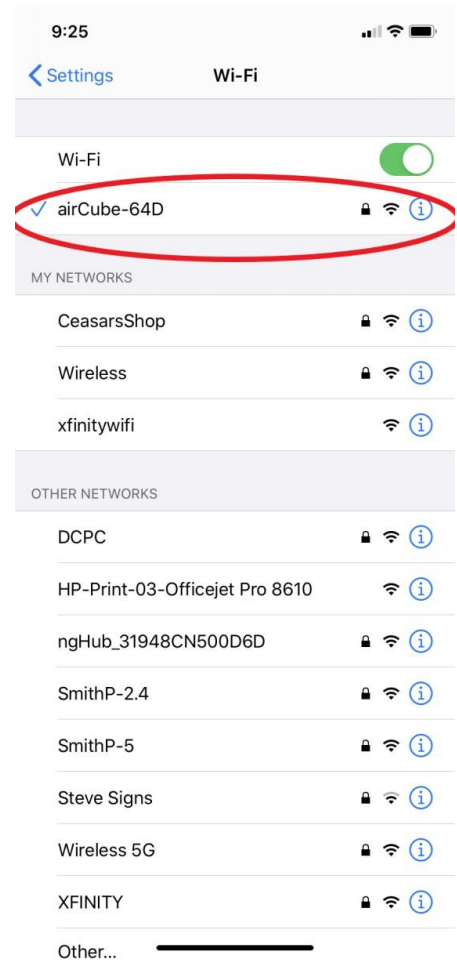 9:25
Settings
Wi-Fi
Wi-Fi
airCube-64D
MY NETWORKS
CeasarsShop
Wireless
xfinitywifi
OTHER NETWORKS
DCPC
HP-Print-03-Officejet Pro 8610
ngHub_31948CN500D6D
SmithP-2.4
SmithP-5
Steve Signs
Wireless 5G
XFINITY
Other...